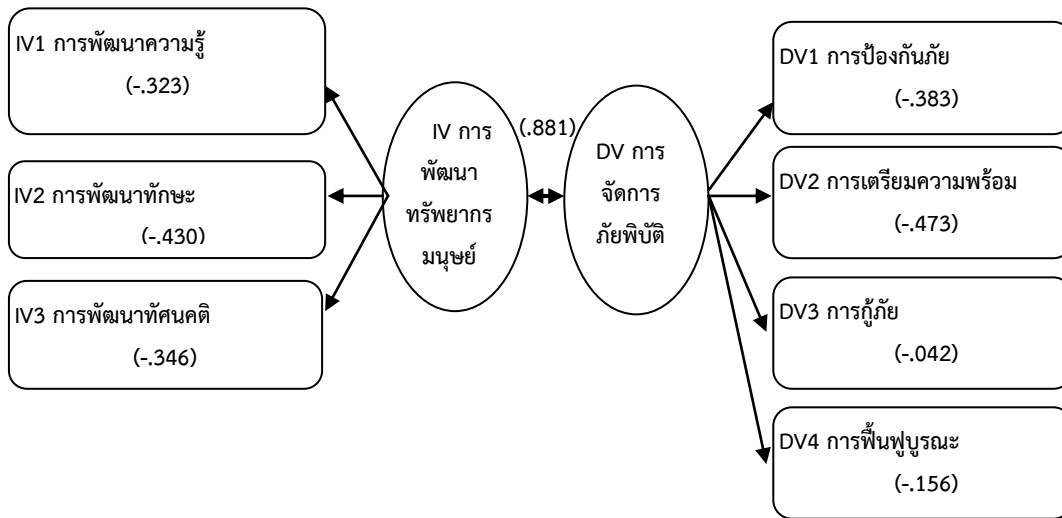 IV1 การพัฒนาความรู้
(-.323)
IV2 การพัฒนาทักษะ
(-.430)
IV3 การพัฒนาทัศนคติ
(-.346)
IV การ
พัฒนา
ทรัพยากร
มนุษย์
(.881)
DV การ
จัดการ
ภัยพิบัติ
DV1 การป้องกันภัย
(-.383)
DV2 การเตรียมความพร้อม
(-.473)
DV3 การกู้ภัย
(-.042)
DV4 การฟื้นฟูบูรณะ
(-.156)